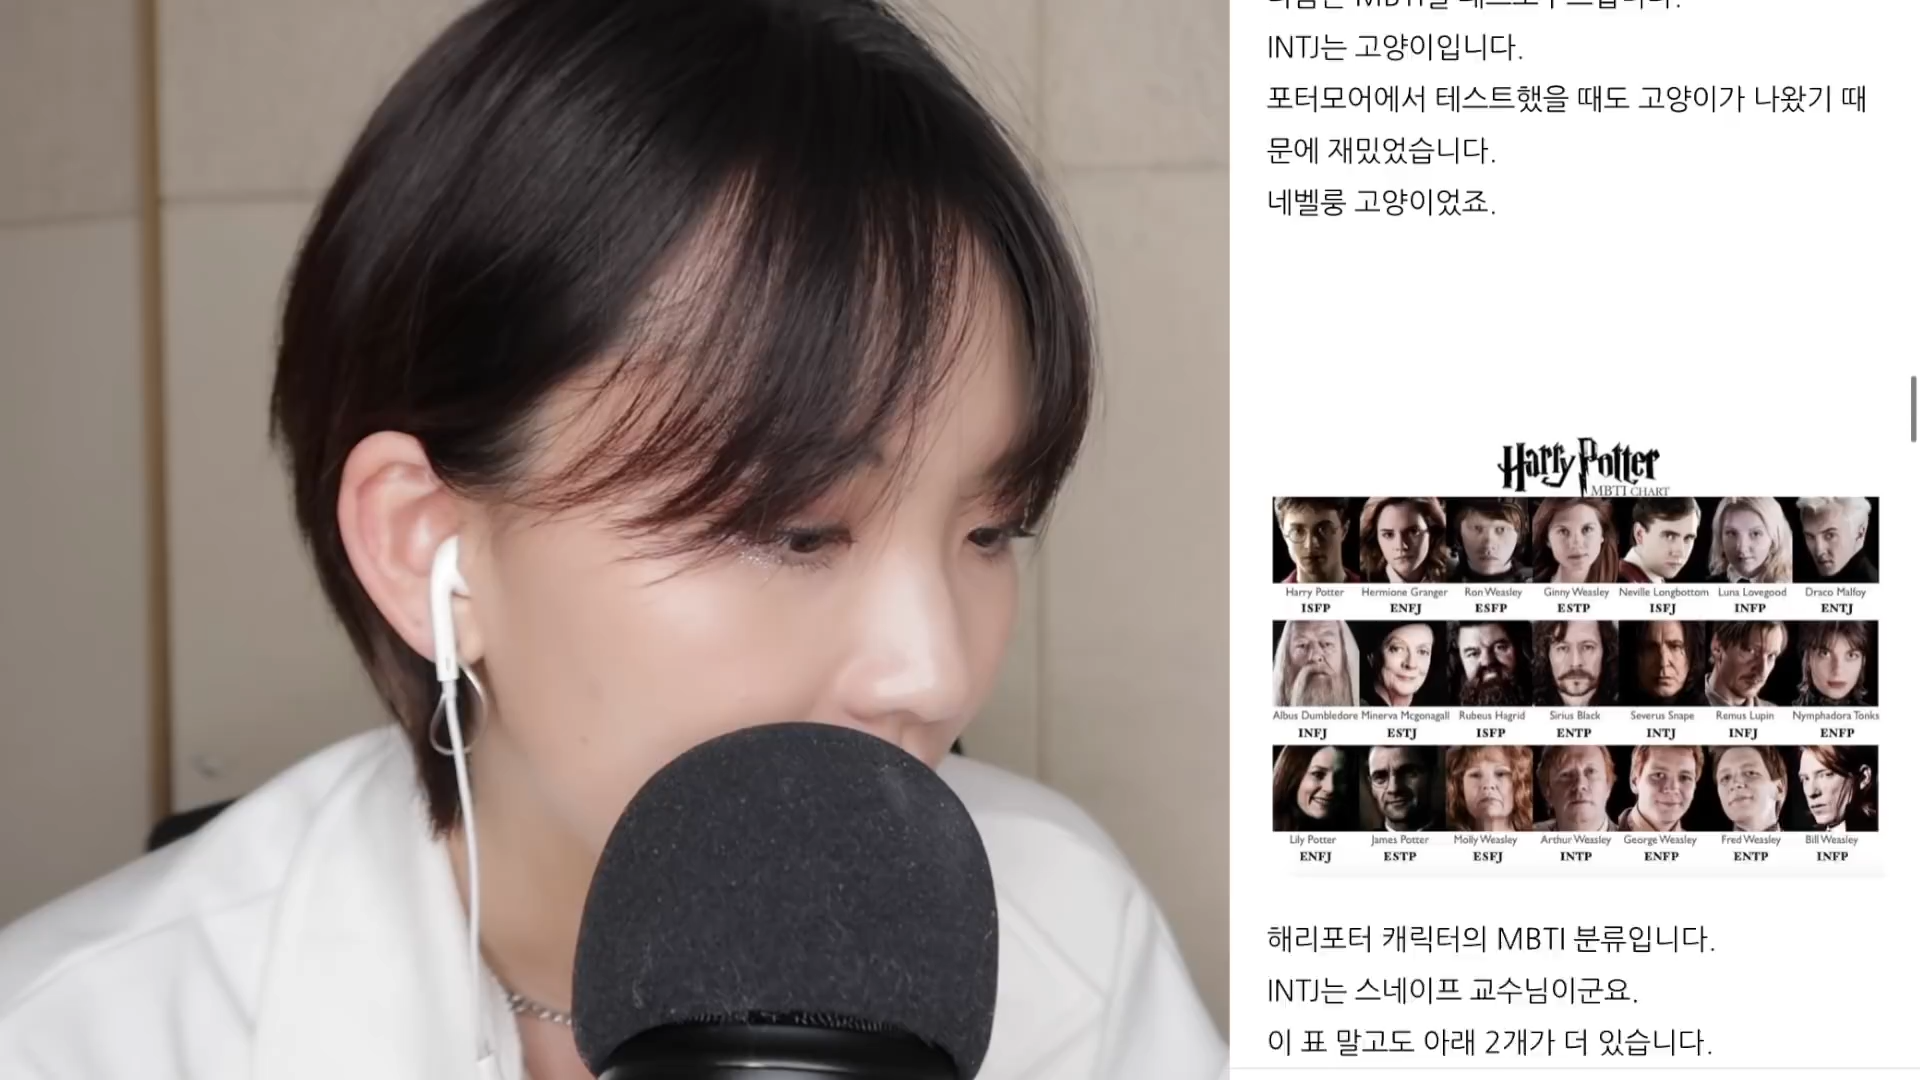 INTJ는 고양이입니다.
포터모어에서 테스트했을 때도 고양이가 나왔기 때
문에 재밌었습니다.
네벨룽 고양이었죠.
Harry Potter
MBTI CHART
Harry Potter Hermione Granger Ron Weasley Ginny Weasley Neville Longbottom Luna Lovegood Draco Malfoy
ISFP ENFJ ESFP ESTP ISFJ INFP ENTJ
Albus Dumbledore Minerva Mcgonagall Rubeus Hagrid Sirius Black Severus Snape Remus Lupin Nymphadora Tonks
INFJ ESTJ ISFP ENTP INTJ INFJ ENFP
Lily Potter James Potter Molly Weasley Arthur Weasley George Weasley Fred Weasley Bill Weasley
ENFJ ESTP ESFJ INTP ENFP ENTP INFP
해리포터 캐릭터의 MBTI 분류입니다.
INTJ는 스네이프 교수님이군요.
이 표 말고도 아래 2개가 더 있습니다.